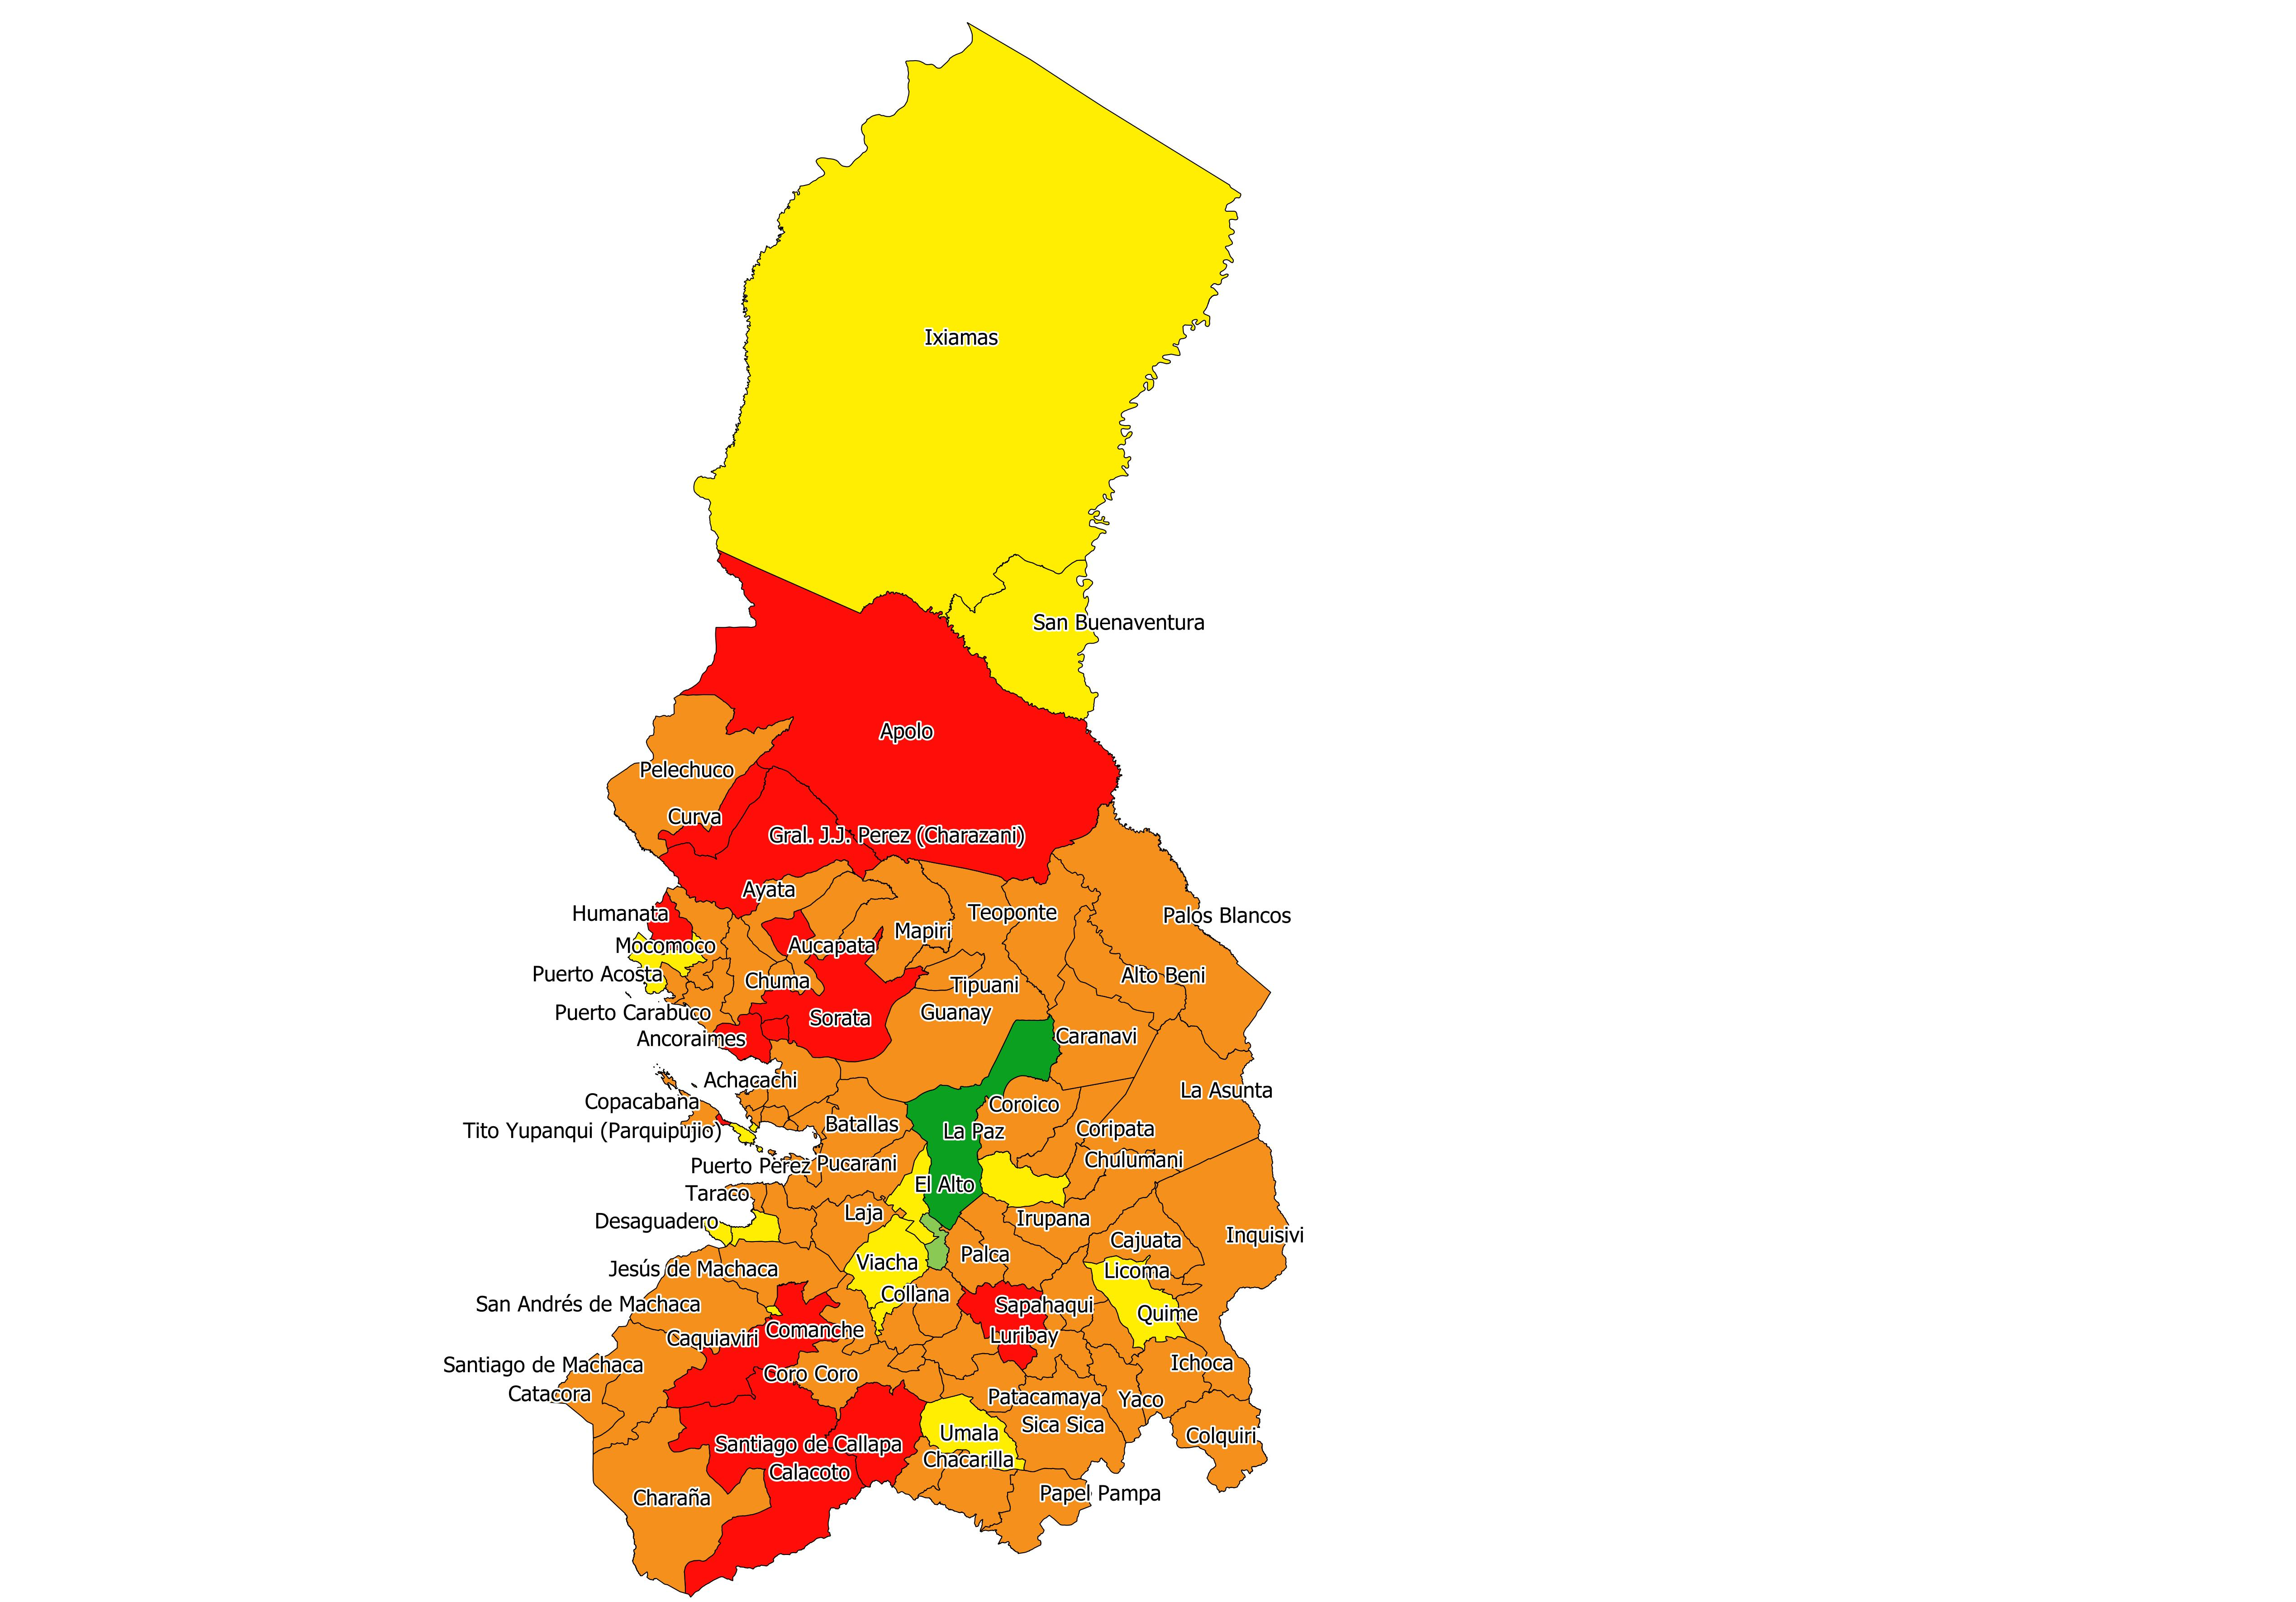 Ixiamas
San Buenaventura
Apolo
Pelechuco
Curva
Gral. J.J. Perez (Charazani)
Ayata
Humanata
Teoponte
Palos Blancos
Mapiri
Mocomoco
Aucapata
Puerto Acosta
Alto Beni
Chuma
Tipuani
Puerto Carabuco
Guanay
Sorata
Ancoraimes
Caranavi
Achacachi
La Asunta
Copacabana
Coroico
Batallas
Tito Yupanqui (Parquipujio)
La Paz
Coripata
Puerto Perez
Pucarani
Chulumani
El Alto
Taraco
Laja
Desaguadero
Irupana
Inquisivi
Cajuata
Palca
Viacha
Jesús de Machaca
Licoma
Collana
San Andrés de Machaca
Sapahaqui
Quime
Comanche
Caquiaviri
Luribay
Santiago de Machaca
Ichoca
Coro Coro
Catacora
Patacamaya
Yaco
Sica Sica
Umala
Colquiri
Santiago de Callapa
Chacarilla
Calacoto
Charaña
Papel Pampa